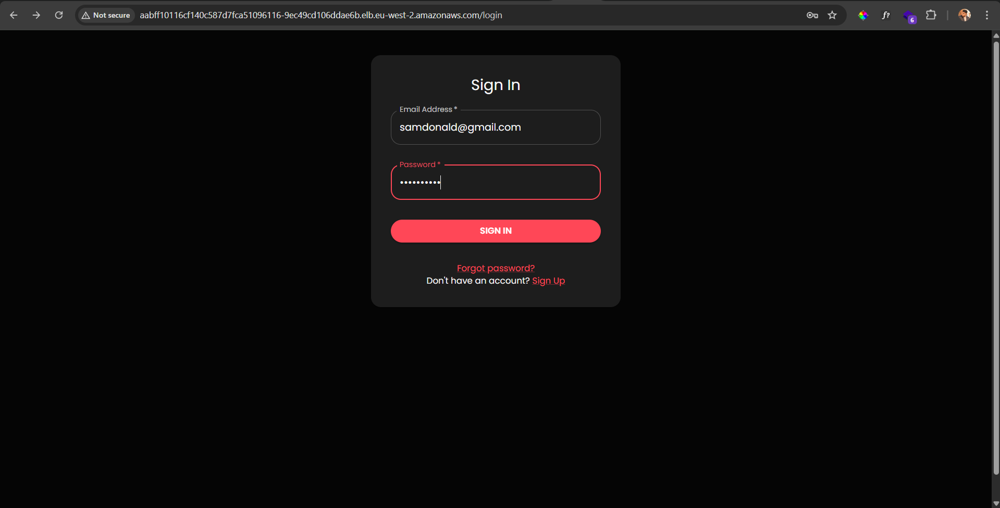 Not secure
aabff10116cf140c587d7fca51096116-9ec49cd106ddae6b.elb.eu-west-2.amazonaws.com/login
f?
6
Sign In
Email Address *
samdonald@gmail.com
Password *
••••••••••
SIGN IN
Forgot password?
Don't have an account? Sign Up